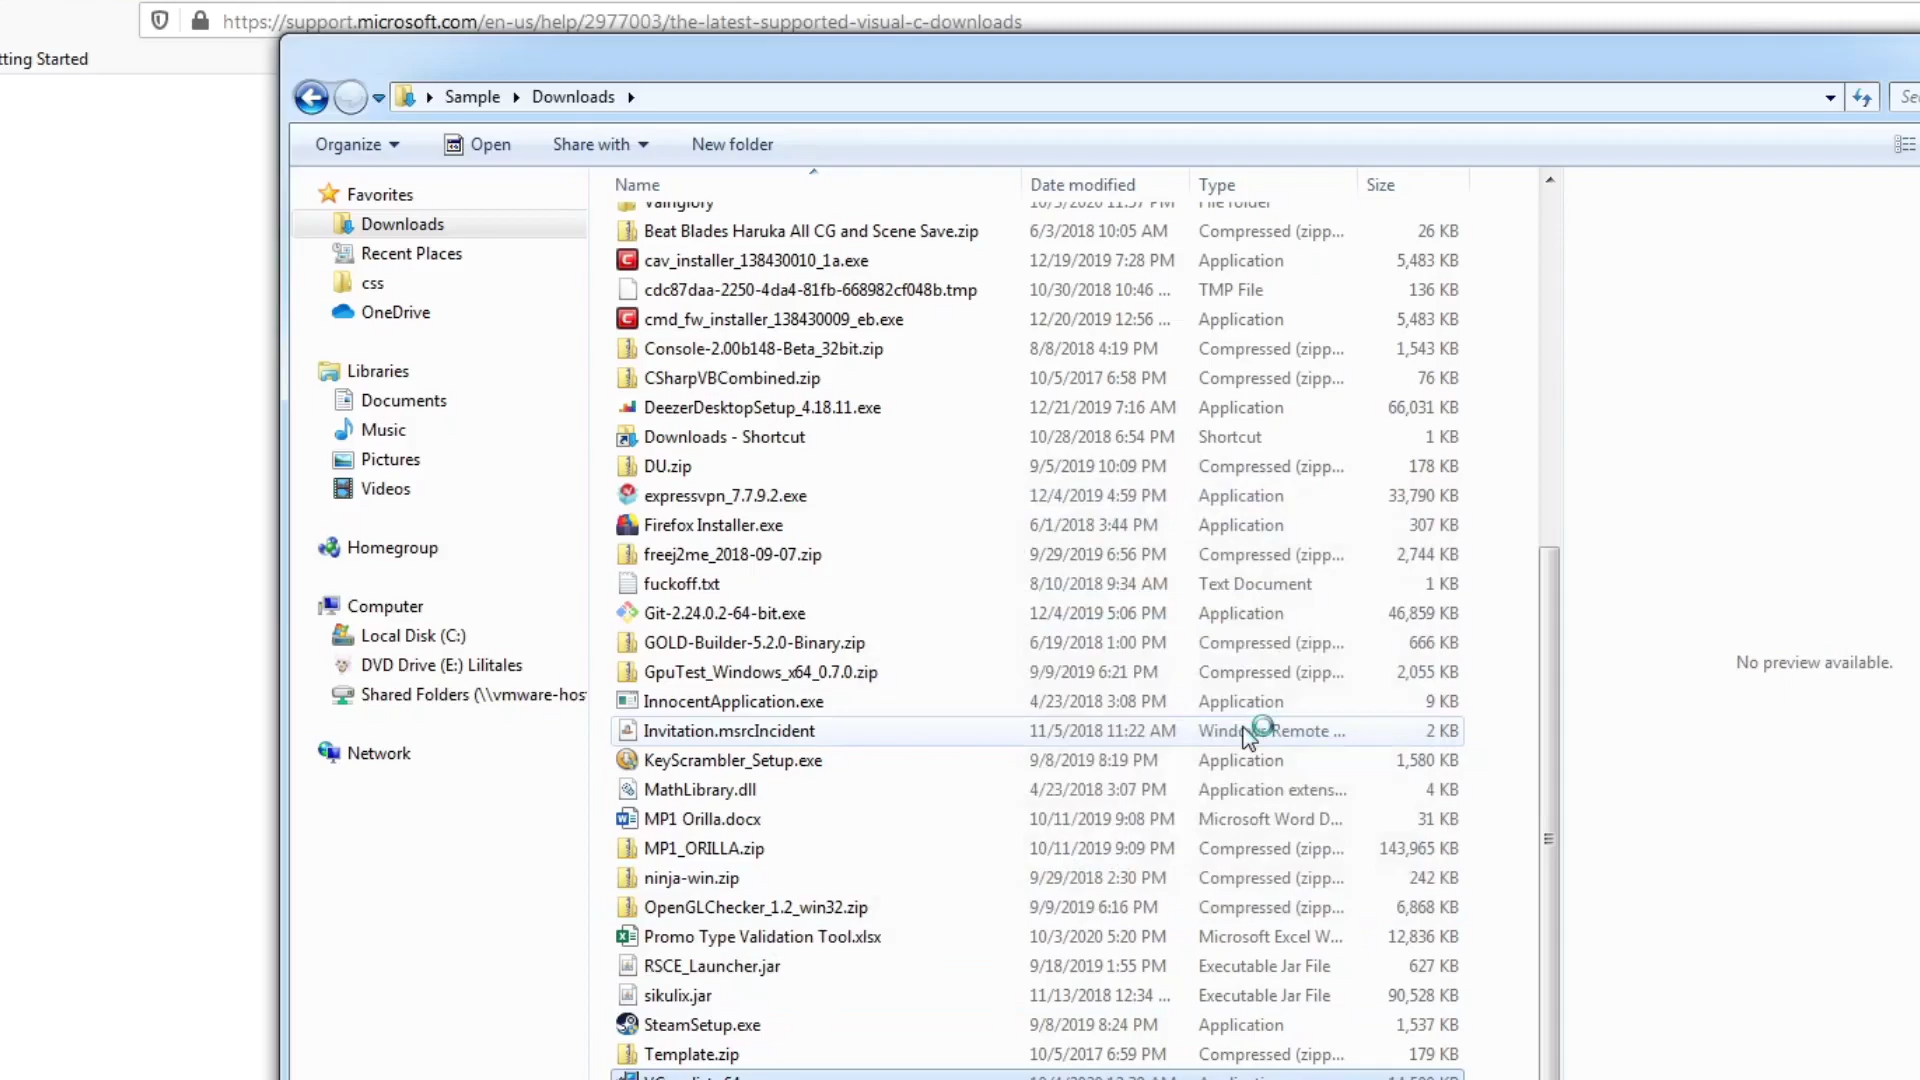 https://support.microsoft.com/en-us/help/2977003/the-latest-supported-visual-c-downloads
tting Started
Sample Downloads
Organize Open Share with New folder
Favorites
Downloads
Recent Places
css
OneDrive
Libraries
Documents
Music
Pictures
Videos
Homegroup
Computer
Local Disk (C:)
DVD Drive (E:) Lilitales
Shared Folders (\\vmware-hos
Network
Name Date modified Type Size
Vainglory 10/3/2020 11:37 PM File folder
Beat Blades Haruka All CG and Scene Save.zip 6/3/2018 10:05 AM Compressed (zipp... 26 KB
cav_installer_138430010_1a.exe 12/19/2019 7:28 PM Application 5,483 KB
cdc87daa-2250-4da4-81fb-668982cf048b.tmp 10/30/2018 10:46 ... TMP File 136 KB
cmd_fw_installer_138430009_eb.exe 12/20/2019 12:56 ... Application 5,483 KB
Console-2.00b148-Beta_32bit.zip 8/8/2018 4:19 PM Compressed (zipp... 1,543 KB
CSharpVBCombined.zip 10/5/2017 6:58 PM Compressed (zipp... 76 KB
DeezerDesktopSetup_4.18.11.exe 12/21/2019 7:16 AM Application 66,031 KB
Downloads - Shortcut 10/28/2018 6:54 PM Shortcut 1 KB
DU.zip 9/5/2019 10:09 PM Compressed (zipp... 178 KB
expressvpn_7.7.9.2.exe 12/4/2019 4:59 PM Application 33,790 KB
Firefox Installer.exe 6/1/2018 3:44 PM Application 307 KB
freej2me_2018-09-07.zip 9/29/2019 6:56 PM Compressed (zipp... 2,744 KB
fuckoff.txt 8/10/2018 9:34 AM Text Document 1 KB
Git-2.24.0.2-64-bit.exe 12/4/2019 5:06 PM Application 46,859 KB
GOLD-Builder-5.2.0-Binary.zip 6/19/2018 1:00 PM Compressed (zipp... 666 KB
GpuTest_Windows_x64_0.7.0.zip 9/9/2019 6:21 PM Compressed (zipp... 2,055 KB
InnocentApplication.exe 4/23/2018 3:08 PM Application 9 KB
Invitation.msrcIncident 11/5/2018 11:22 AM Windows Remote ... 2 KB
KeyScrambler_Setup.exe 9/8/2019 8:19 PM Application 1,580 KB
MathLibrary.dll 4/23/2018 3:07 PM Application extens... 4 KB
MP1 Orilla.docx 10/11/2019 9:08 PM Microsoft Word D... 31 KB
MP1_ORILLA.zip 10/11/2019 9:09 PM Compressed (zipp... 143,965 KB
ninja-win.zip 9/29/2018 2:30 PM Compressed (zipp... 242 KB
OpenGLChecker_1.2_win32.zip 9/9/2019 6:16 PM Compressed (zipp... 6,868 KB
Promo Type Validation Tool.xlsx 10/3/2020 5:20 PM Microsoft Excel W... 12,836 KB
RSCE_Launcher.jar 9/18/2019 1:55 PM Executable Jar File 627 KB
sikulix.jar 11/13/2018 12:34 ... Executable Jar File 90,528 KB
SteamSetup.exe 9/8/2019 8:24 PM Application 1,537 KB
Template.zip 10/5/2017 6:59 PM Compressed (zipp... 179 KB
No preview available.